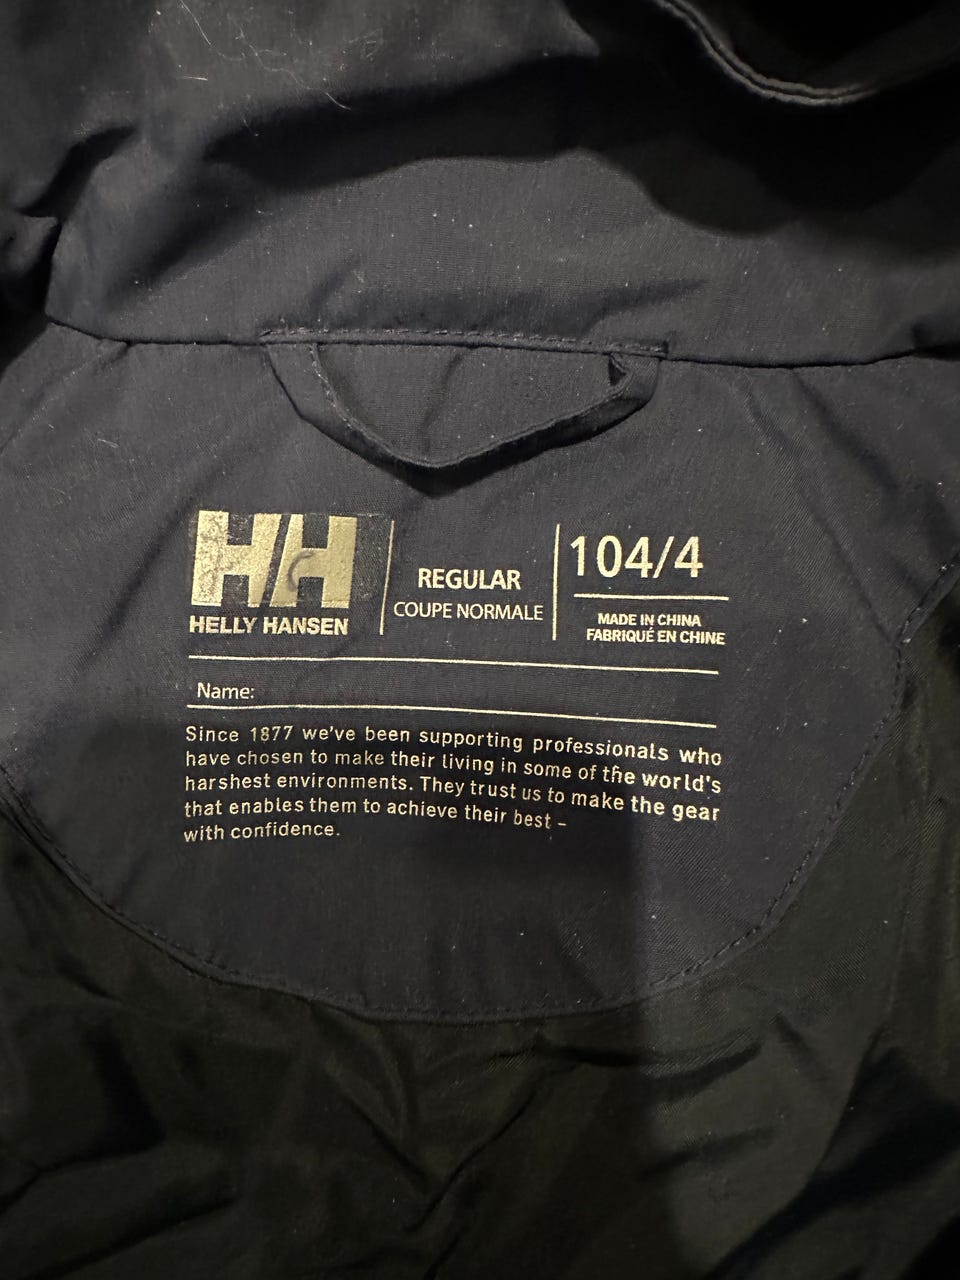 HH
HELLY HANSEN
REGULAR
COUPE NORMALE
104/4
MADE IN CHINA
FABRIQUÉ EN CHINE
Name:
Since 1877 we've been supporting professionals who
have chosen to make their living in some of the world's
harshest environments. They trust us to make the gear
that enables them to achieve their best –
with confidence.